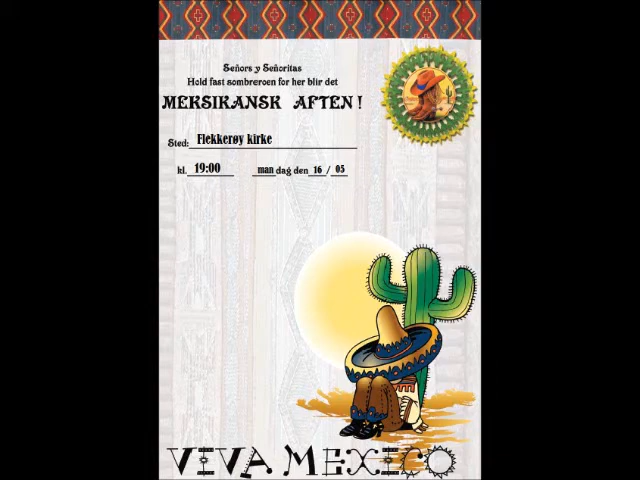 Señors y Señoritas
Hold fast sombreroen for her blir det
MEKSIKANSK AFTEN !
Sted: Flekkerøy kirke
kl. 19:00 mandag den 16 / 05
VIVA MEXICO